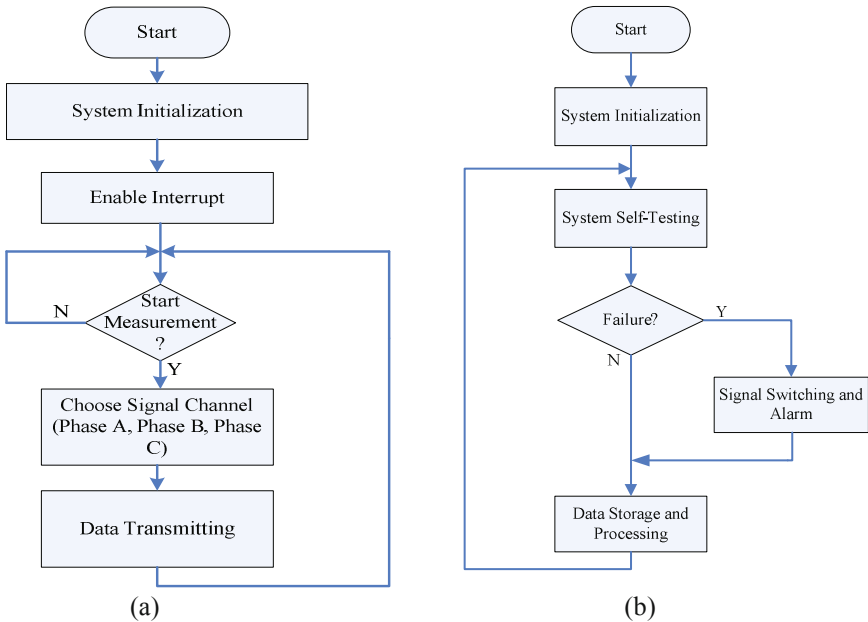 Start
System Initialization
Enable Interrupt
Start
Measurement
?
N
Y
Choose Signal Channel
(Phase A, Phase B, Phase
C)
Data Transmitting
(a)
Start
System Initialization
System Self-Testing
Failure?
Y
N
Signal Switching and
Alarm
Data Storage and
Processing
(b)